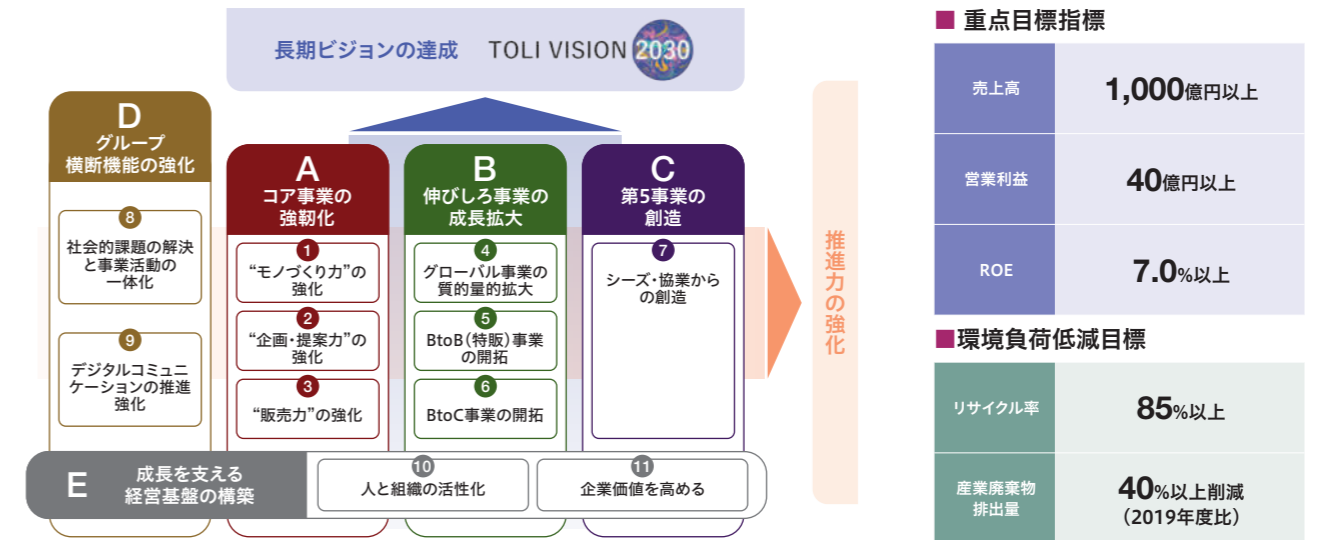 長期ビジョンの達成 TOLI VISION 2030
D
グループ
横断機能の強化
8
社会的課題の解決
と事業活動の
一体化
9
デジタルコミュニ
ケーションの推進
強化
A
コア事業の
強靭化
1
“モノづくり力”の
強化
2
“企画・提案力”の
強化
3
“販売力”の強化
B
伸びしろ事業の
成長拡大
4
グローバル事業の
質的量的拡大
5
BtoB（特販）事業
の開拓
6
BtoC事業の開拓
C
第5事業の
創造
7
シーズ・協業から
の創造
E
成長を支える
経営基盤の構築
10
人と組織の活性化
11
企業価値を高める
推進力の強化
■ 重点目標指標
売上高 1,000億円以上
営業利益 40億円以上
ROE 7.0%以上
■環境負荷低減目標
リサイクル率 85%以上
産業廃棄物
排出量
40%以上削減
（2019年度比）